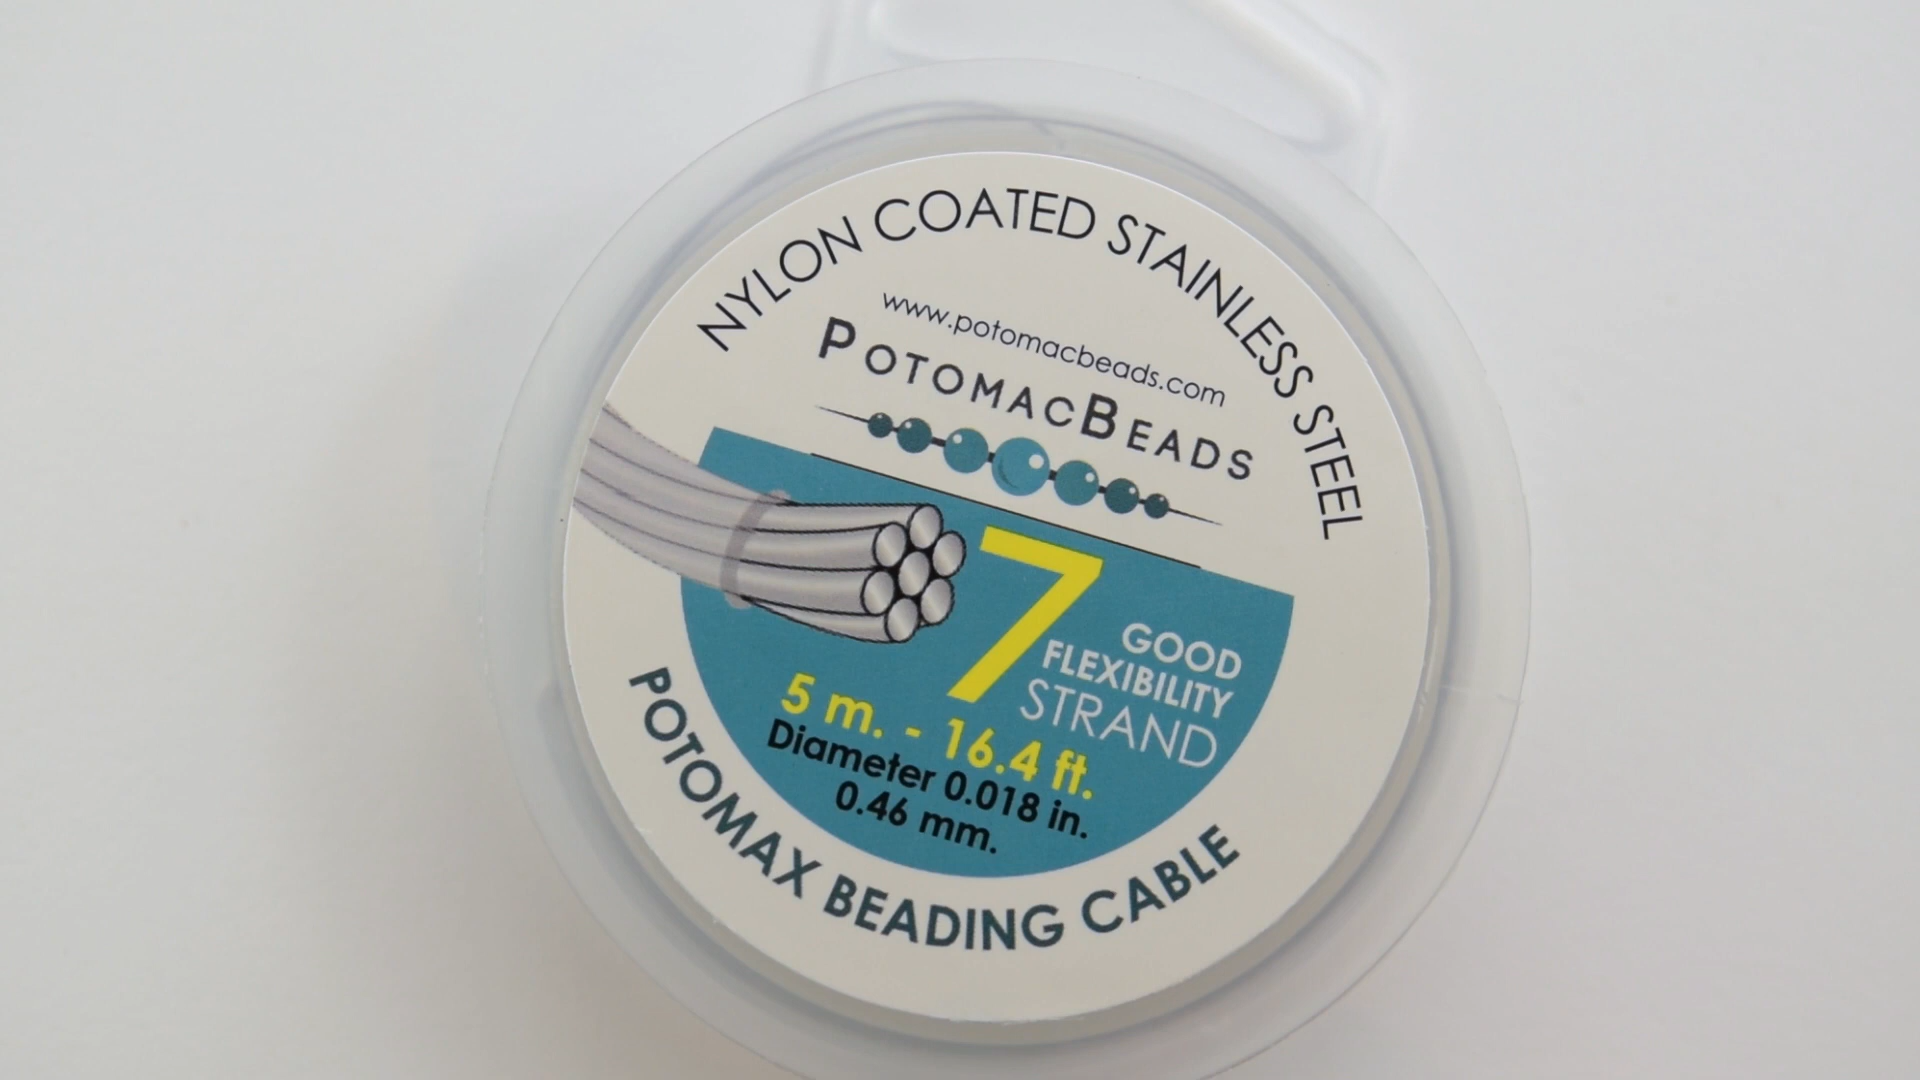 NYLON COATED STAINLESS STEEL
www.potomacbeads.com
POTOMACBEADS
7
GOOD
FLEXIBILITY
STRAND
5 m. - 16.4 ft.
Diameter 0.018 in.
0.46 mm.
POTOMAX BEADING CABLE